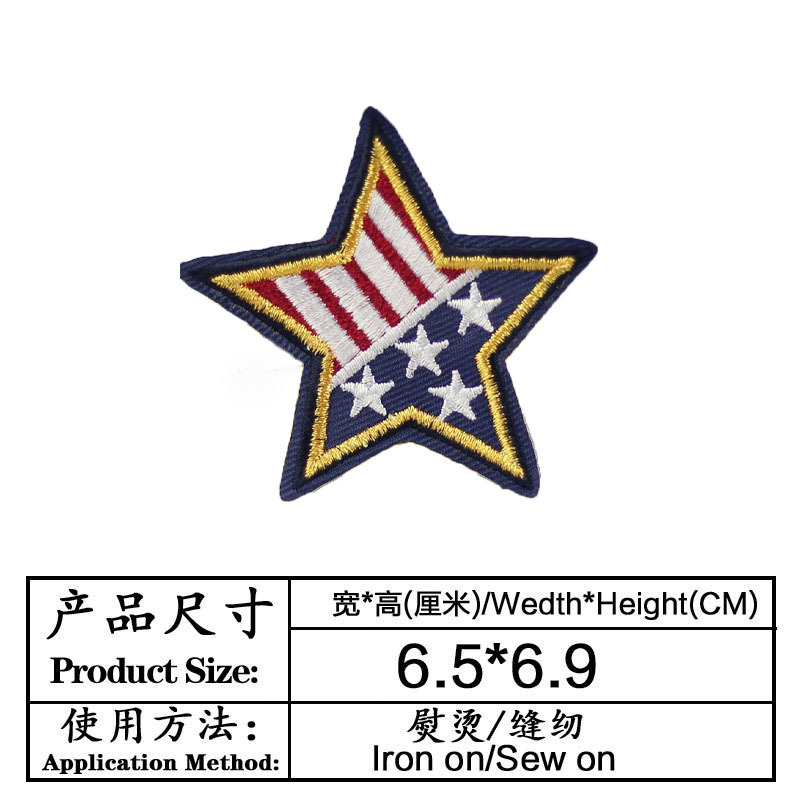 产品尺寸
Product Size:
宽*高(厘米)/Wedth*Height(CM)
6.5*6.9
使用方法：
Application Method:
熨烫/缝纫
Iron on/Sew on